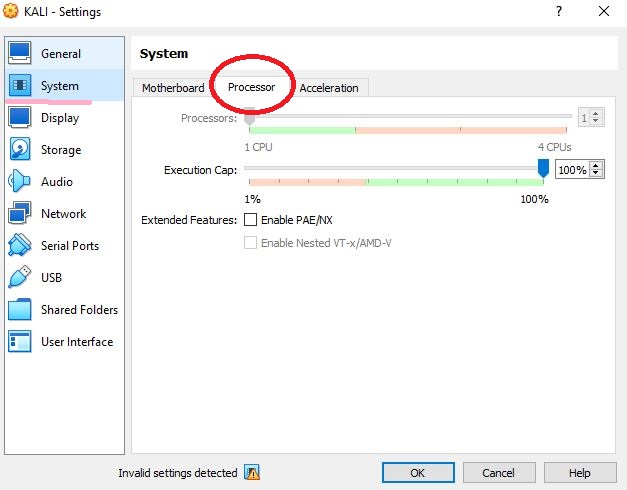 KALI - Settings
?
General
System
Display
Storage
Audio
Network
Serial Ports
USB
Shared Folders
User Interface
System
Motherboard Processor Acceleration
Processors: 1
1 CPU 4 CPUs
Execution Cap: 100%
1% 100%
Extended Features: Enable PAE/NX
Enable Nested VT-x/AMD-V
Invalid settings detected OK Cancel Help